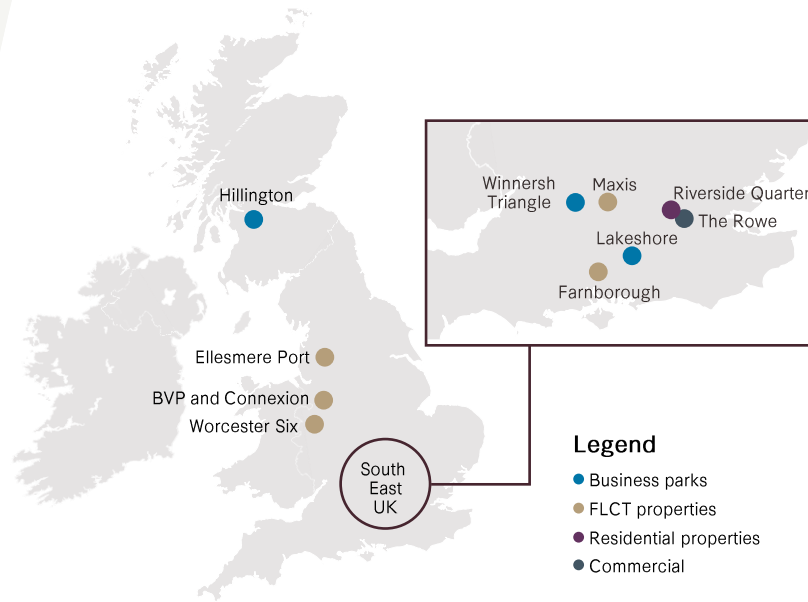 Hillington
Ellesmere Port
BVP and Connexion
Worcester Six
South
East
UK
Winnersh
Triangle
Maxis
Riverside Quarter
The Rowe
Lakeshore
Farnborough
Legend
Business parks
FLCT properties
Residential properties
Commercial